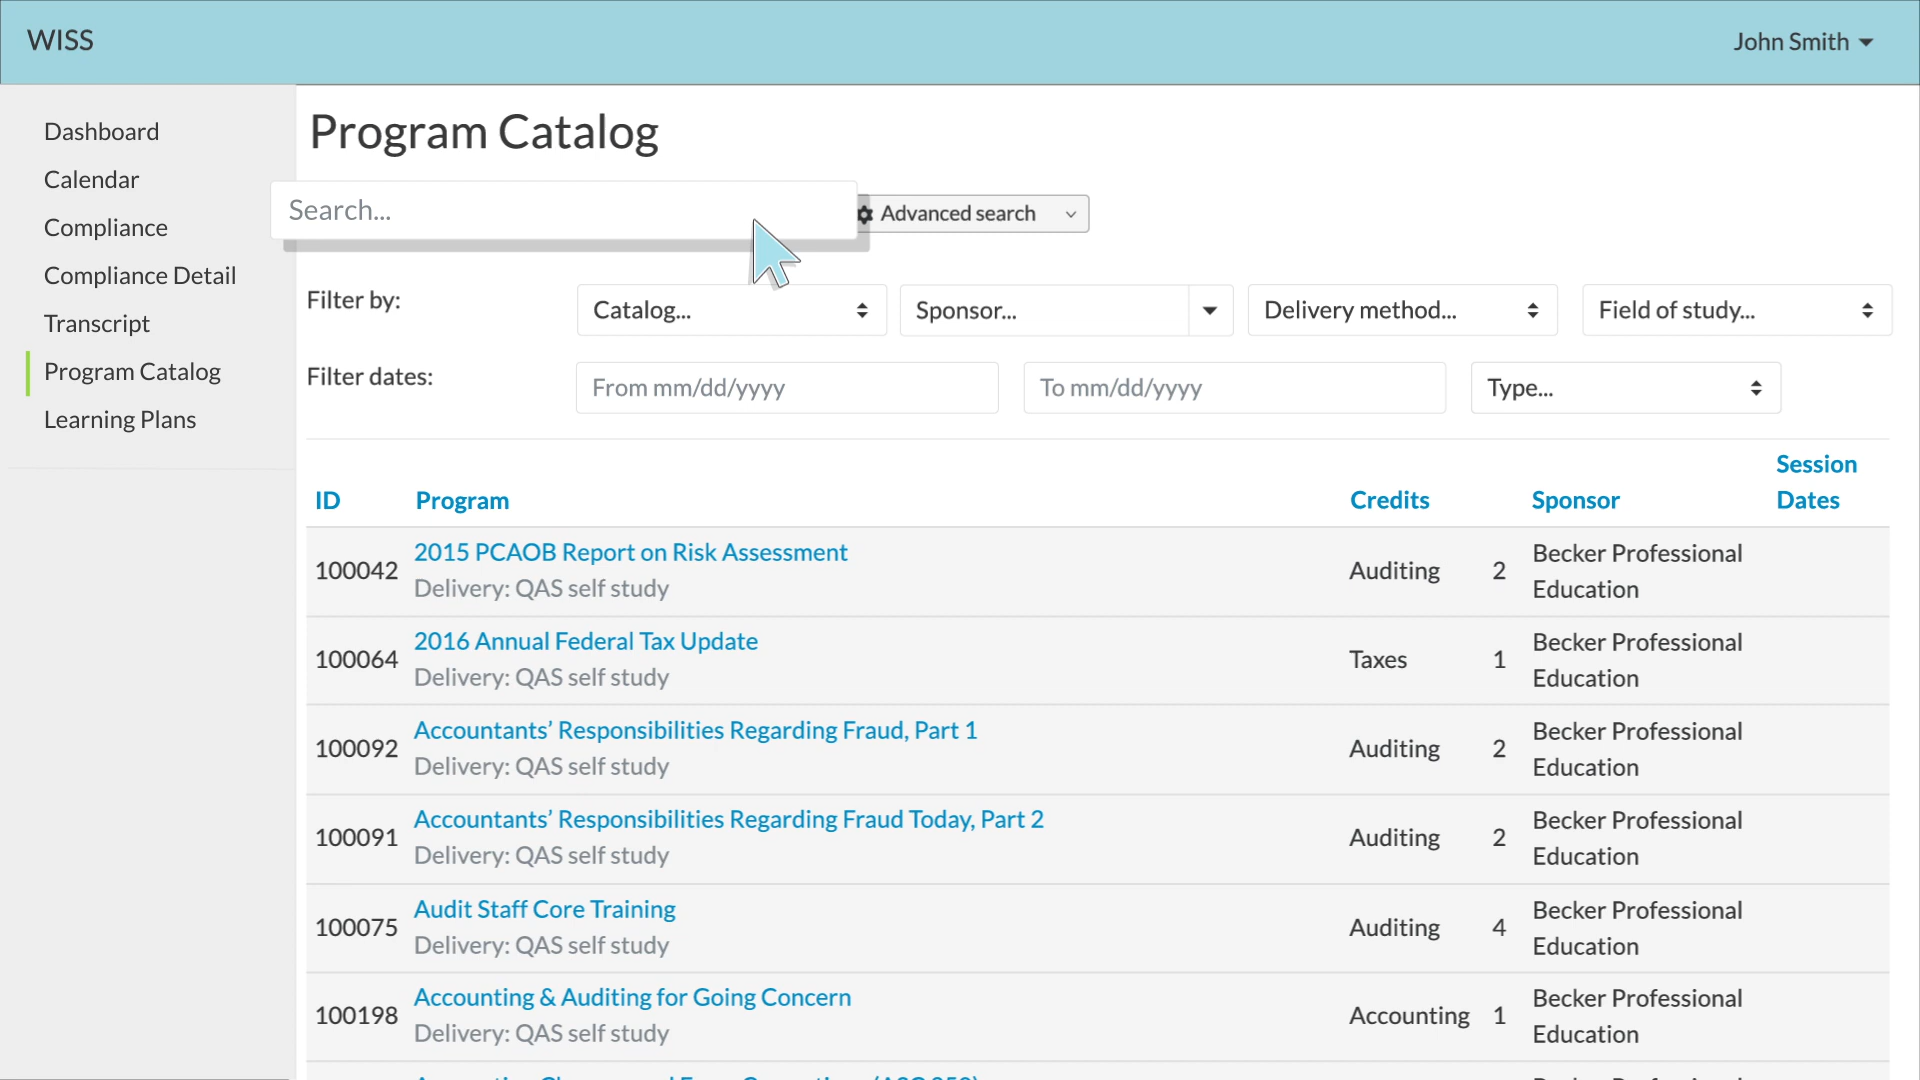 WISS
John Smith
Dashboard
Calendar
Compliance
Compliance Detail
Transcript
Program Catalog
Learning Plans
Program Catalog
Search...
Advanced search
Filter by:
Catalog...
Sponsor...
Delivery method...
Field of study...
Filter dates:
From mm/dd/yyyy
To mm/dd/yyyy
Type...
ID
Program
Credits
Sponsor
Session
Dates
100042
2015 PCAOB Report on Risk Assessment
Delivery: QAS self study
Auditing 2
Becker Professional
Education
100064
2016 Annual Federal Tax Update
Delivery: QAS self study
Taxes 1
Becker Professional
Education
100092
Accountants’ Responsibilities Regarding Fraud, Part 1
Delivery: QAS self study
Auditing 2
Becker Professional
Education
100091
Accountants’ Responsibilities Regarding Fraud Today, Part 2
Delivery: QAS self study
Auditing 2
Becker Professional
Education
100075
Audit Staff Core Training
Delivery: QAS self study
Auditing 4
Becker Professional
Education
100198
Accounting & Auditing for Going Concern
Delivery: QAS self study
Accounting 1
Becker Professional
Education